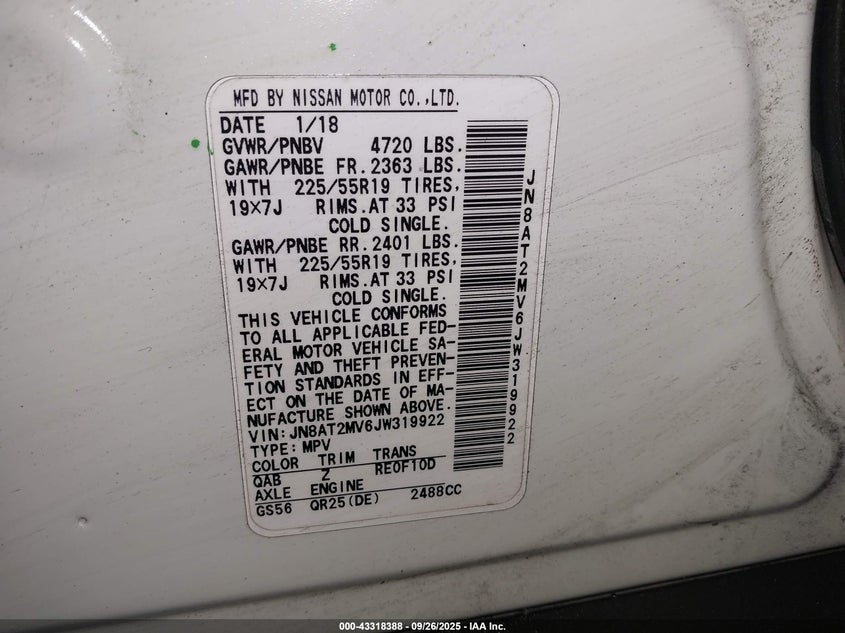 MFD BY NISSAN MOTOR CO.,LTD.
DATE 1/18
GVWR/PNBV 4720 LBS.
GAWR/PNBE FR.2363 LBS.
WITH 225/55R19 TIRES,
19×7J RIMS.AT 33 PSI
COLD SINGLE.
GAWR/PNBE RR.2401 LBS.
WITH 225/55R19 TIRES,
19×7J RIMS.AT 33 PSI
COLD SINGLE.
THIS VEHICLE CONFORMS
TO ALL APPLICABLE FED-
ERAL MOTOR VEHICLE SA-
FETY AND THEFT PREVEN-
TION STANDARDS IN EFF-
ECT ON THE DATE OF MA-
NUFACTURE SHOWN ABOVE.
VIN:JN8AT2MV6JW319922
TYPE:MPV
COLOR TRIM TRANS
QAB Z RE0F10D
AXLE ENGINE
GS56 QR25(DE) 2488CC
JN8AT2MV6JW319922
000-43318388 - 09/26/2025 - IAA Inc.